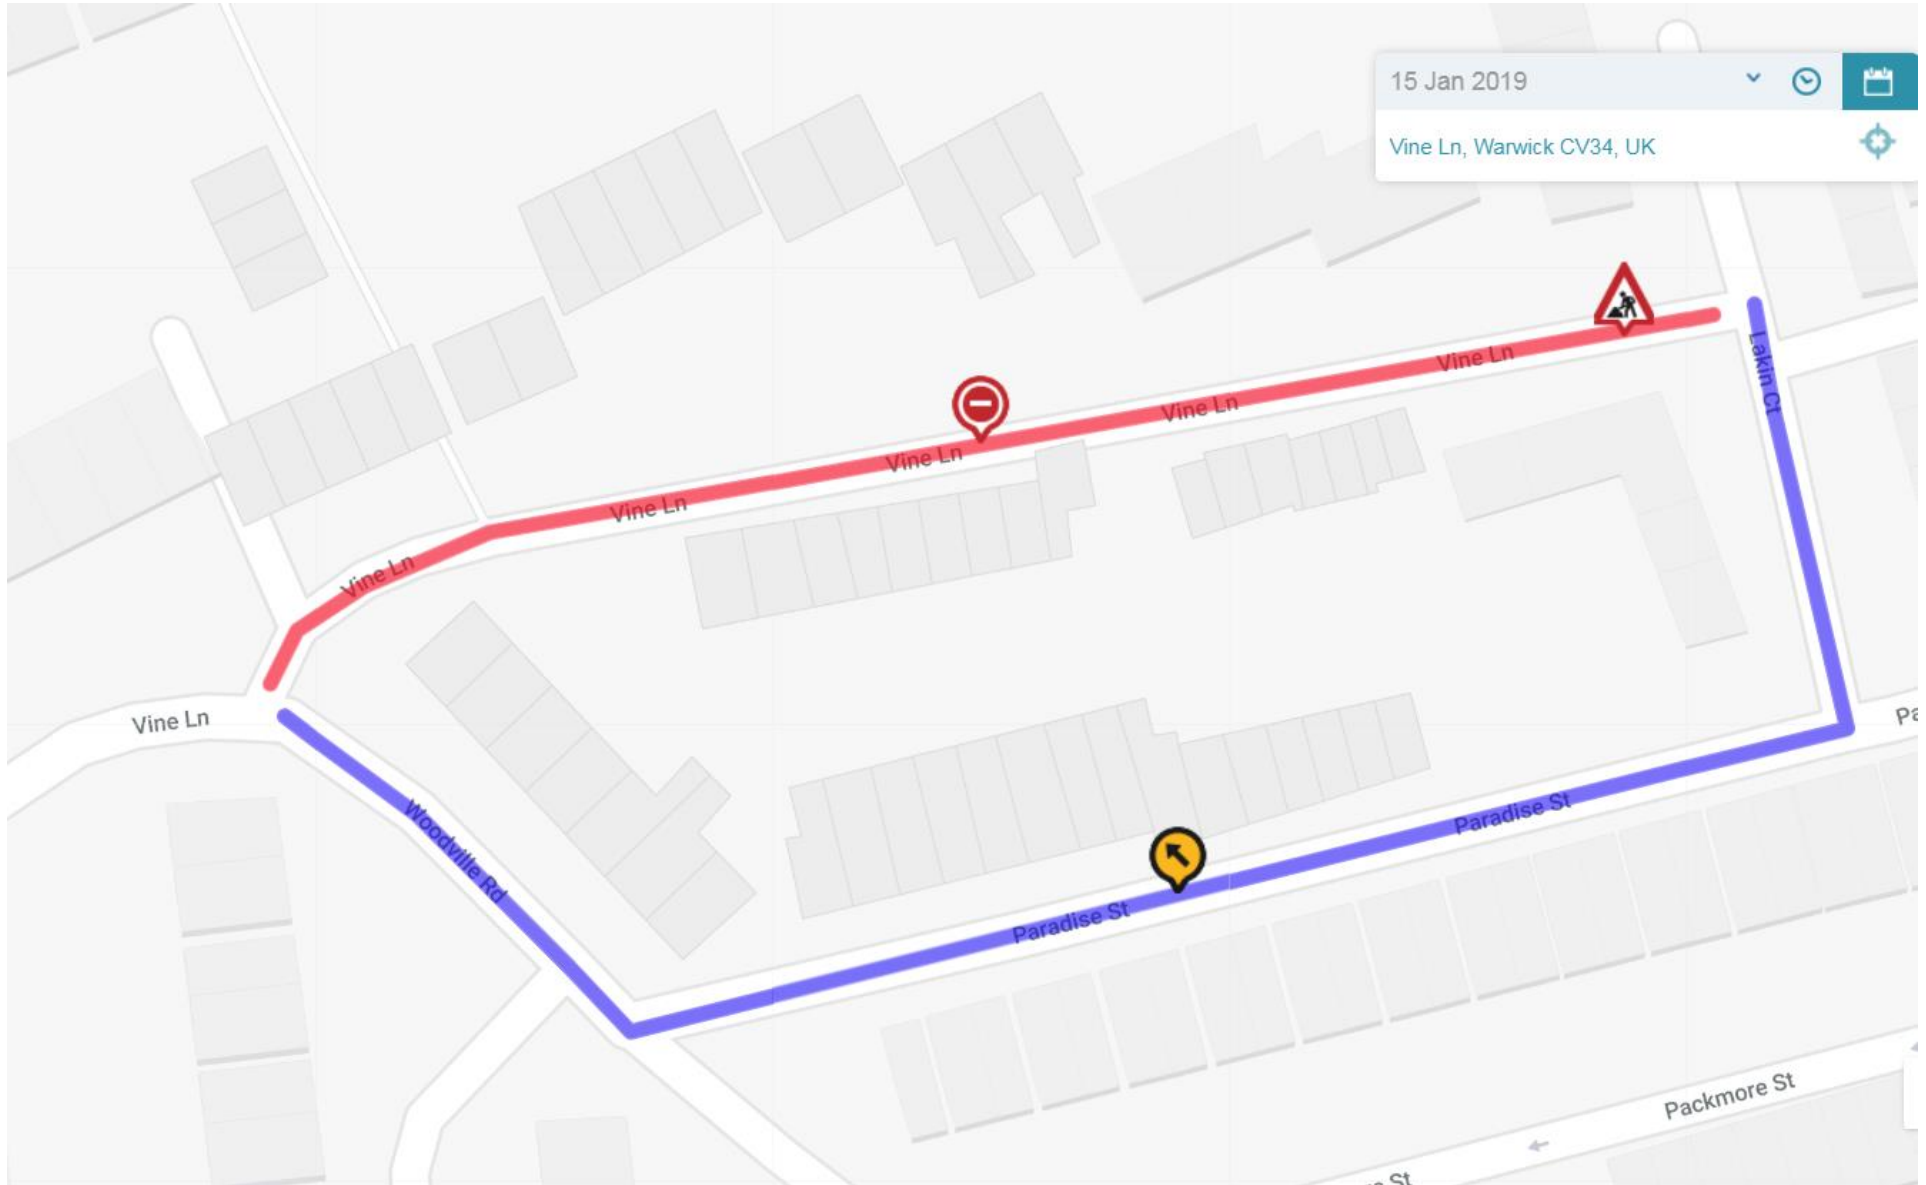 15 Jan 2019
Vine Ln, Warwick CV34, UK
Vine Ln
Lakin Ct
Vine Ln
Vine Ln
Vine Ln
Vine Ln
Vine Ln
Woodville Rd
Paradise St
Paradise St
Packmore St
St